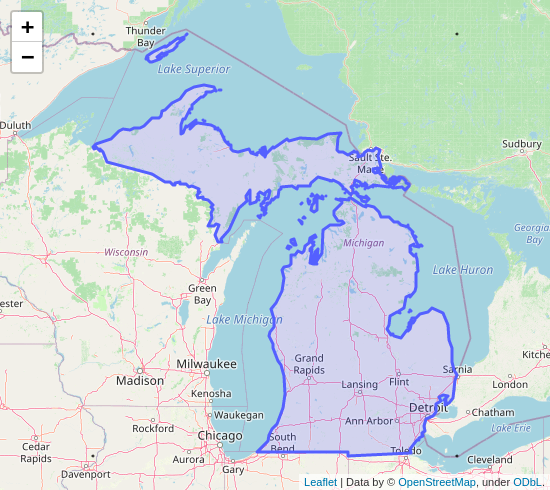 +
−
Thunder
Bay
Lake Superior
Duluth
Sault Ste.
Marie
Sudbury
Georgian
Bay
Wisconsin
Michigan
Lake Huron
Green
Bay
Lake Michigan
Milwaukee
Madison
Grand
Rapids
Lansing
Flint
Sarnia
London
Kenosha
Waukegan
Ann Arbor
Detroit
Chatham
Rockford
Chicago
Lake Erie
Cedar
Rapids
Aurora
South
Bend
Toledo
Cleveland
Gary
Davenport
Leaflet | Data by © OpenStreetMap, under ODbL.